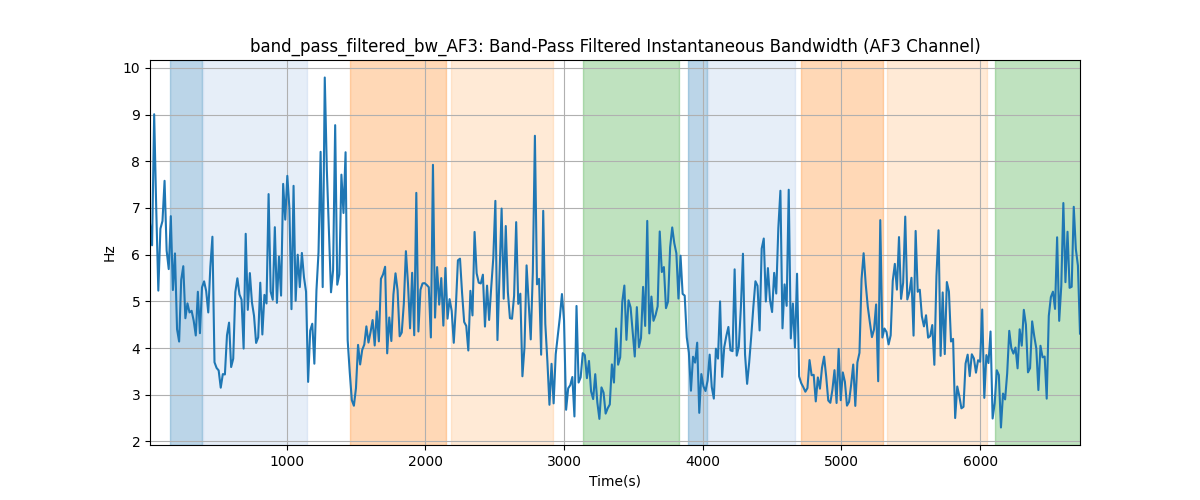 band_pass_filtered_bw_AF3: Band-Pass Filtered Instantaneous Bandwidth (AF3 Channel)
10
9
8
7
6
5
4
3
2
Hz
1000 2000 3000 4000 5000 6000
Time(s)